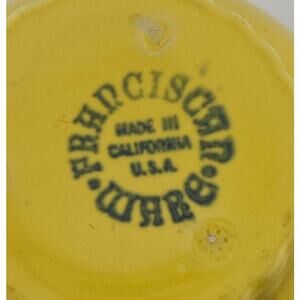 FRANCISCAN
MADE IN
CALIFORNIA
U.S.A.
WARE